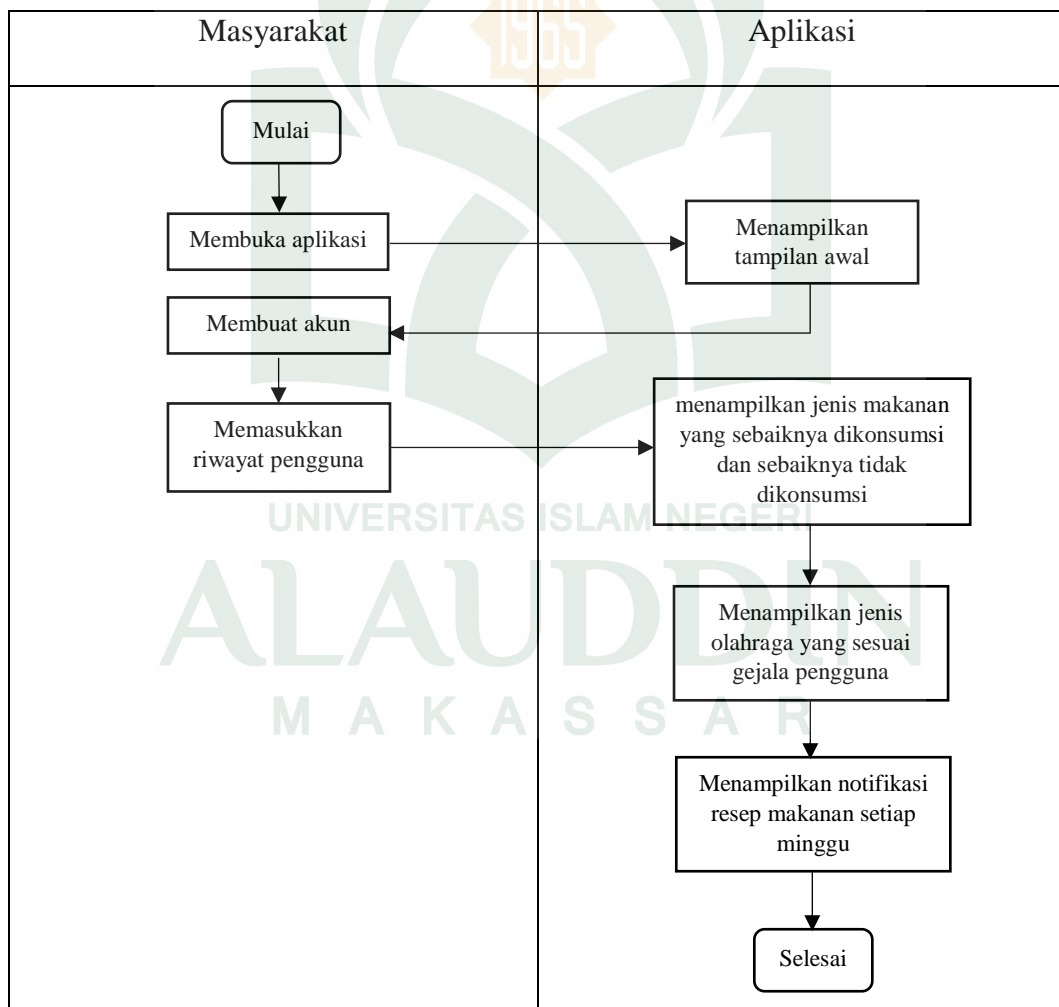 Masyarakat
Aplikasi
1965
Mulai
Membuka aplikasi
Menampilkan
tampilan awal
Membuat akun
Memasukkan
riwayat pengguna
menampilkan jenis makanan
yang sebaiknya dikonsumsi
dan sebaiknya tidak
dikonsumsi
UNIVERSITAS ISLAM NEGERI
ALAUDDIN
MAKASSAR
Menampilkan jenis
olahraga yang sesuai
gejala pengguna
Menampilkan notifikasi
resep makanan setiap
minggu
Selesai